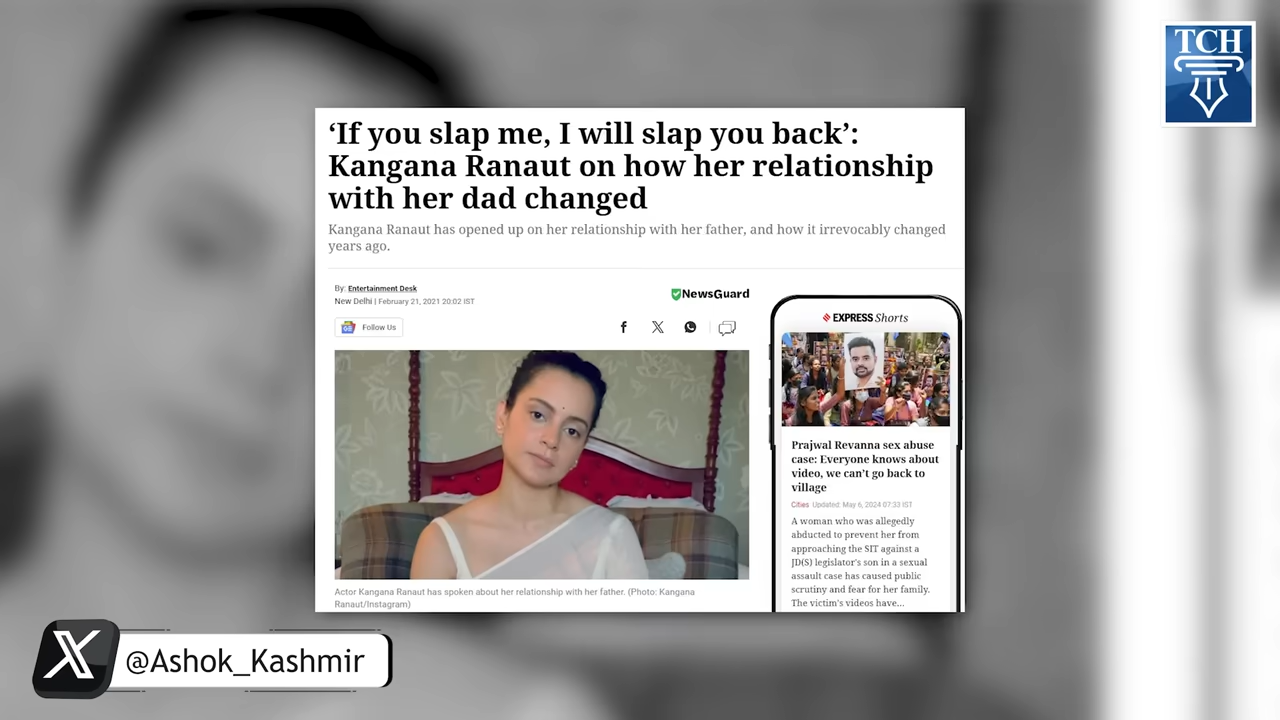 TCH
‘If you slap me, I will slap you back’:
Kangana Ranaut on how her relationship
with her dad changed
Kangana Ranaut has opened up on her relationship with her father, and how it irrevocably changed
years ago.
By: Entertainment Desk
New Delhi | February 21, 2021 20:02 IST
NewsGuard
Follow Us
Actor Kangana Ranaut has spoken about her relationship with her father. (Photo: Kangana
Ranaut/Instagram)
EXPRESS Shorts
Prajwal Revanna sex abuse
case: Everyone knows about
video, we can’t go back to
village
Cities Updated: May 6, 2024 07:33 IST
A woman who was allegedly
abducted to prevent her from
approaching the SIT against a
JD(S) legislator's son in a sexual
assault case has caused public
scrutiny and fear for her family.
The victim's videos have...
@Ashok_Kashmir